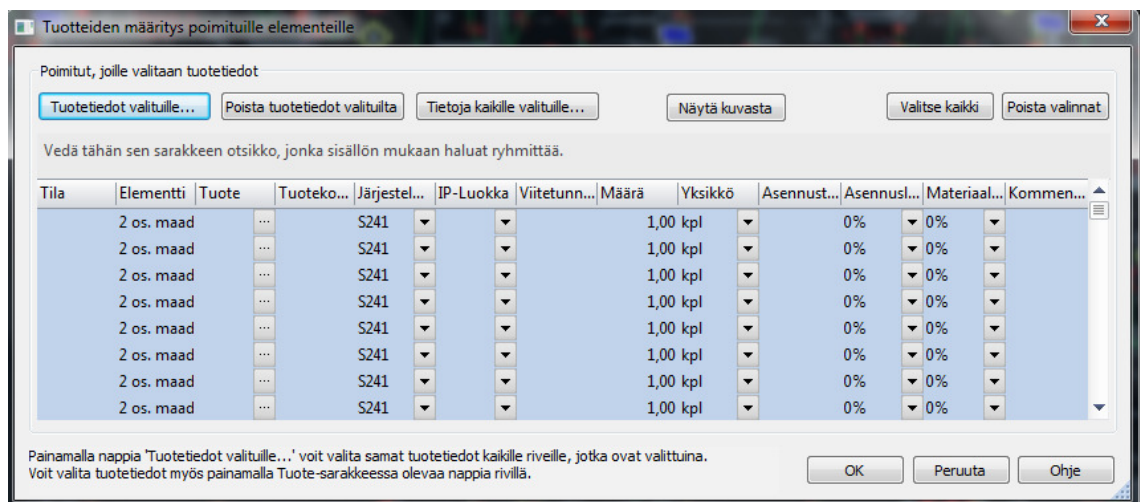 Tuotteiden määritys poimituille elementeille
Poimitut, joille valitaan tuotetiedot
Tuotetiedot valituille... Poista tuotetiedot valituilta Tietoja kaikille valituille... Näytä kuvasta Valitse kaikki Poista valinnat
Vedä tähän sen sarakkeen otsikko, jonka sisällön mukaan haluat ryhmittää.
Tila Elementti Tuote Tuoteko... Järjestel... IP-Luokka Viitetunn... Määrä Yksikkö Asennust... Asennusl... Materiaal... Kommen...
2 os. maad ... S241 1,00 kpl 0% 0%
2 os. maad ... S241 1,00 kpl 0% 0%
2 os. maad ... S241 1,00 kpl 0% 0%
2 os. maad ... S241 1,00 kpl 0% 0%
2 os. maad ... S241 1,00 kpl 0% 0%
2 os. maad ... S241 1,00 kpl 0% 0%
2 os. maad ... S241 1,00 kpl 0% 0%
2 os. maad ... S241 1,00 kpl 0% 0%
Painamalla nappia 'Tuotetiedot valituille...' voit valita samat tuotetiedot kaikille riveille, jotka ovat valittuina.
Voit valita tuotetiedot myös painamalla Tuote-sarakkeessa olevaa nappia rivillä.
OK Peruuta Ohje